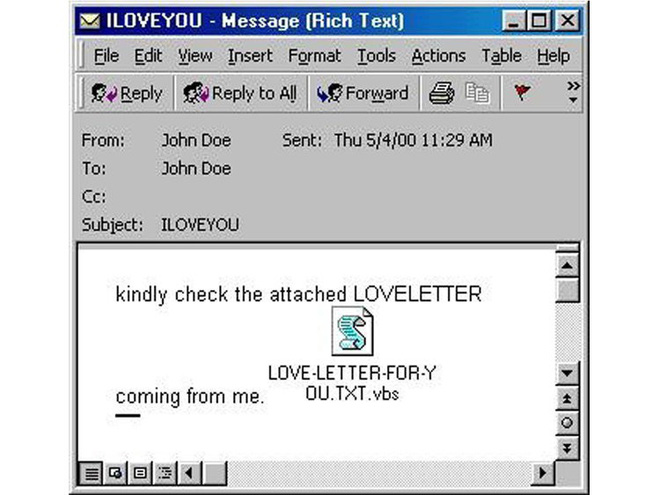 ILOVEYOU - Message (Rich Text)
File Edit View Insert Format Tools Actions Table Help
Reply Reply to All Forward
From: John Doe Sent: Thu 5/4/00 11:29 AM
To: John Doe
Cc:
Subject: ILOVEYOU
kindly check the attached LOVELETTER
LOVE-LETTER-FOR-Y
OU.TXT.vbs
coming from me.